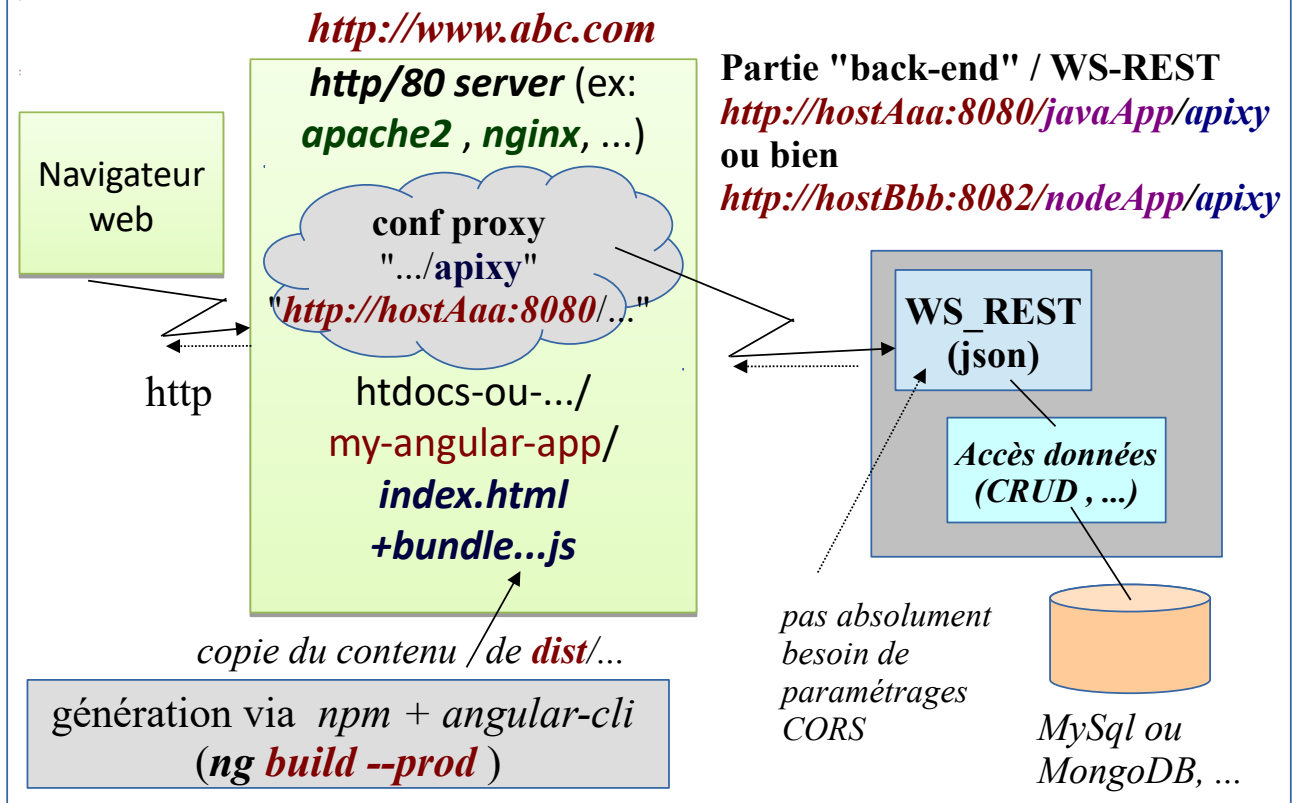 http://www.abc.com
http/80 server (ex:
apache2 , nginx, ...)
Navigateur
web
conf proxy
".../apixy"
"http://hostAaa:8080/..."
http
htdocs-ou-.../
my-angular-app/
index.html
+bundle...js
copie du contenu de dist/...
génération via npm + angular-cli
(ng build --prod )
Partie "back-end" / WS-REST
http://hostAaa:8080/javaApp/apixy
ou bien
http://hostBbb:8082/nodeApp/apixy
WS_REST
(json)
Accès données
(CRUD , ...)
pas absolument
besoin de
paramétrages
CORS
MySql ou
MongoDB, ...